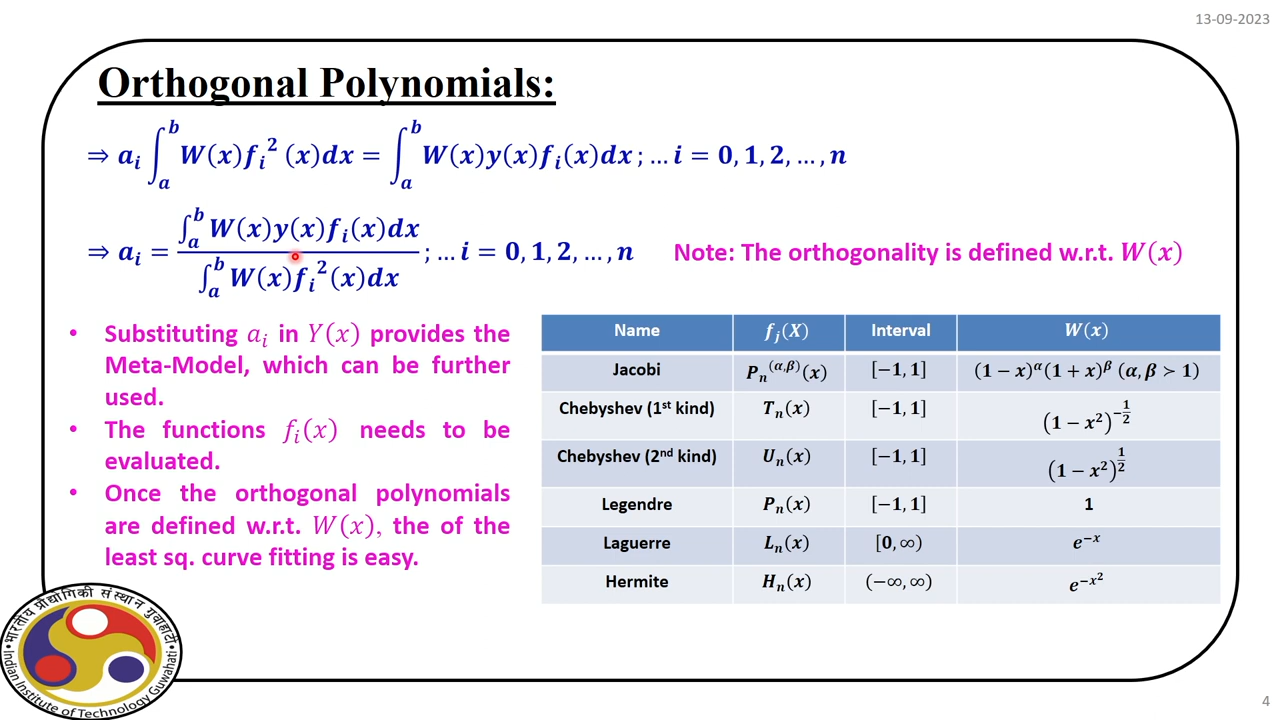 13-09-2023
Orthogonal Polynomials:
⇒ aᵢ ∫ₐᵇ W(x)fᵢ²(x)dx = ∫ₐᵇ W(x)y(x)fᵢ(x)dx ; … i = 0, 1, 2, …, n
⇒ aᵢ = ∫ₐᵇ W(x)y(x)fᵢ(x)dx / ∫ₐᵇ W(x)fᵢ²(x)dx ; … i = 0, 1, 2, …, n Note: The orthogonality is defined w.r.t. W(x)
• Substituting aᵢ in Y(x) provides the
Meta-Model, which can be further
used.
• The functions fᵢ(x) needs to be
evaluated.
• Once the orthogonal polynomials
are defined w.r.t. W(x), the of the
least sq. curve fitting is easy.
Name fⱼ(X) Interval W(x)
Jacobi Pₙ^(α,β)(x) [−1, 1] (1 − x)^α(1 + x)^β (α, β > 1)
Chebyshev (1st kind) Tₙ(x) [−1, 1] (1 − x²)^(−1/2)
Chebyshev (2nd kind) Uₙ(x) [−1, 1] (1 − x²)^(1/2)
Legendre Pₙ(x) [−1, 1] 1
Laguerre Lₙ(x) [0, ∞) e^(−x)
Hermite Hₙ(x) (−∞, ∞) e^(−x²)
भारतीय प्रौद्योगिकी संस्थान गुवाहाटी
Indian Institute of Technology Guwahati
4